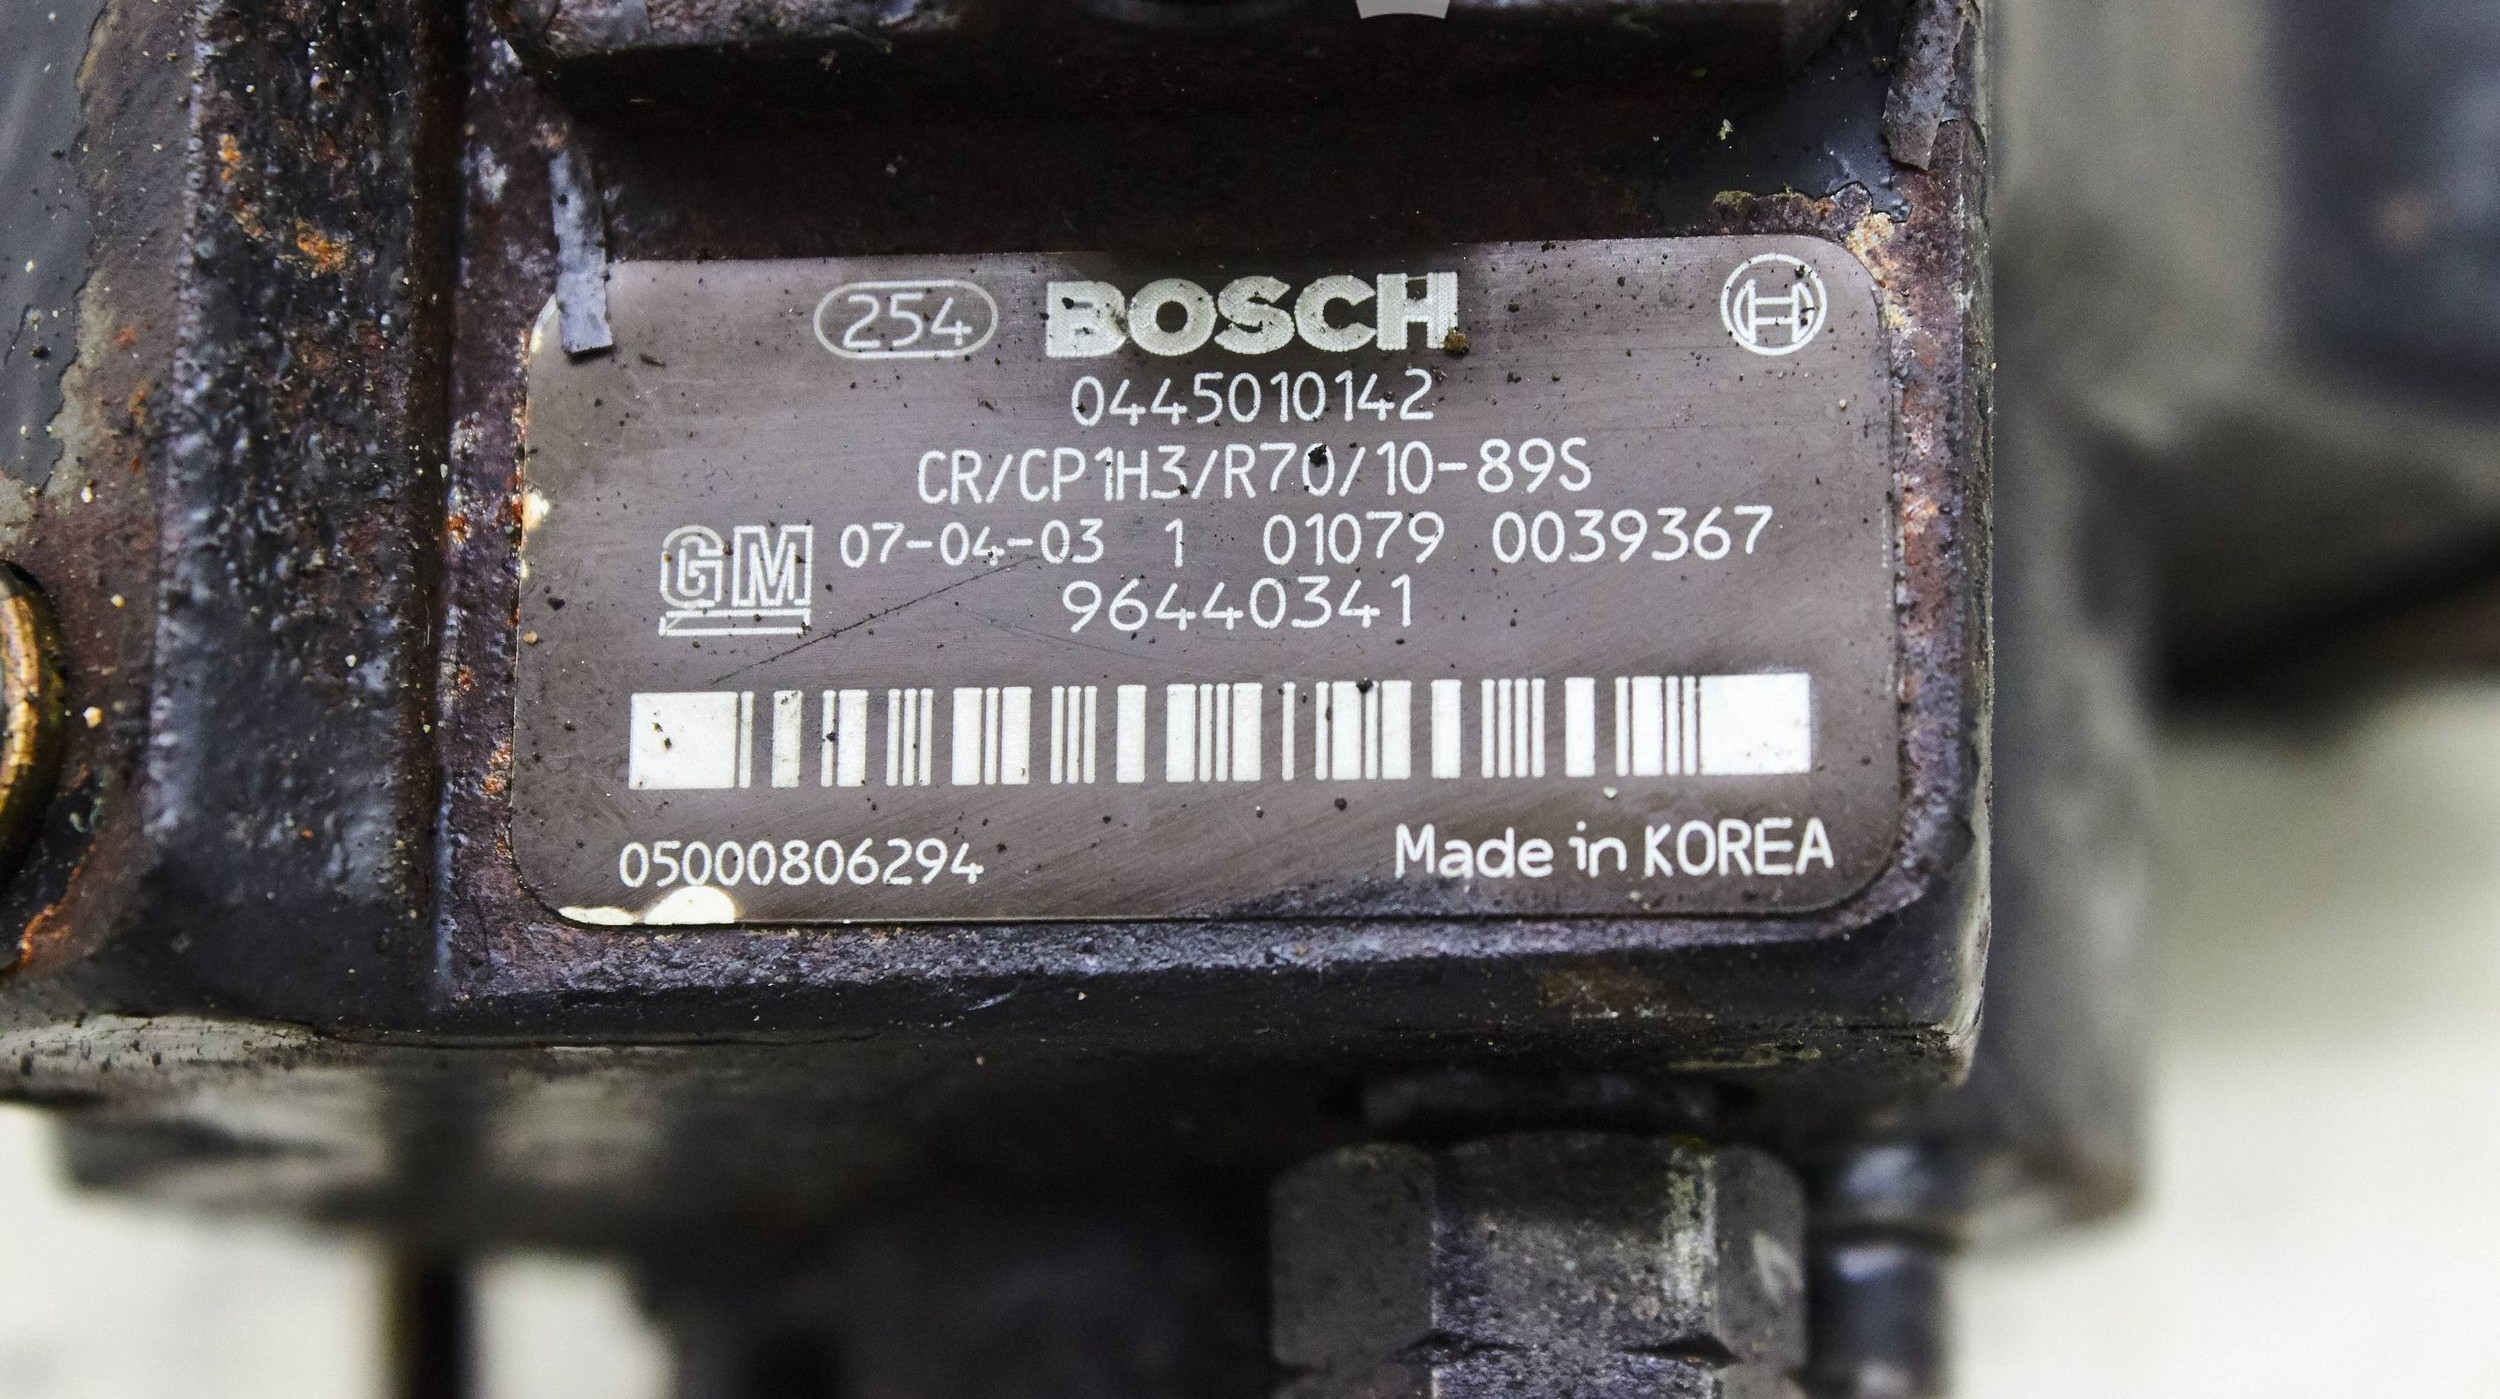 254 BOSCH
0445010142
CR/CP1H3/R70/10-89S
GM 07-04-03 1 01079 0039367
96440341
05000806294 Made in KOREA